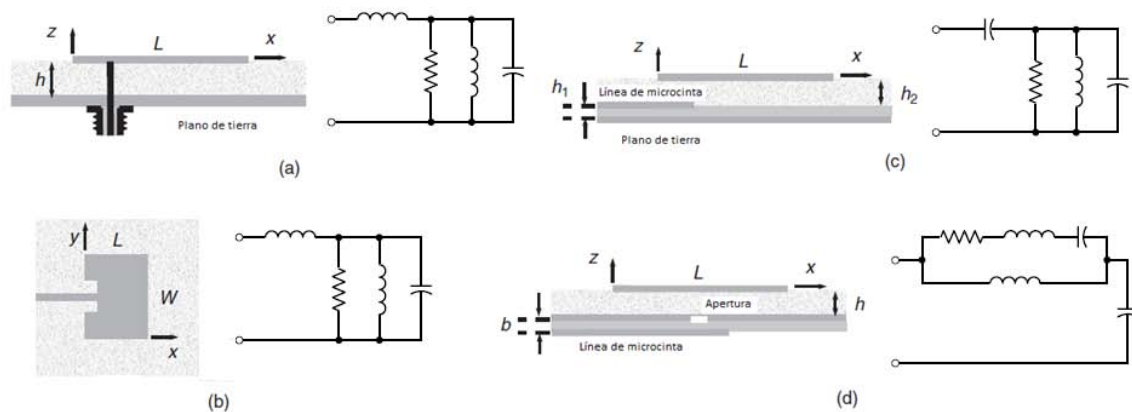 z
L
x
h
Plano de tierra
(a)
z
L
x
h1
Línea de microcinta
h2
Plano de tierra
(c)
y
L
W
x
(b)
z
L
x
Apertura
h
b
Línea de microcinta
(d)